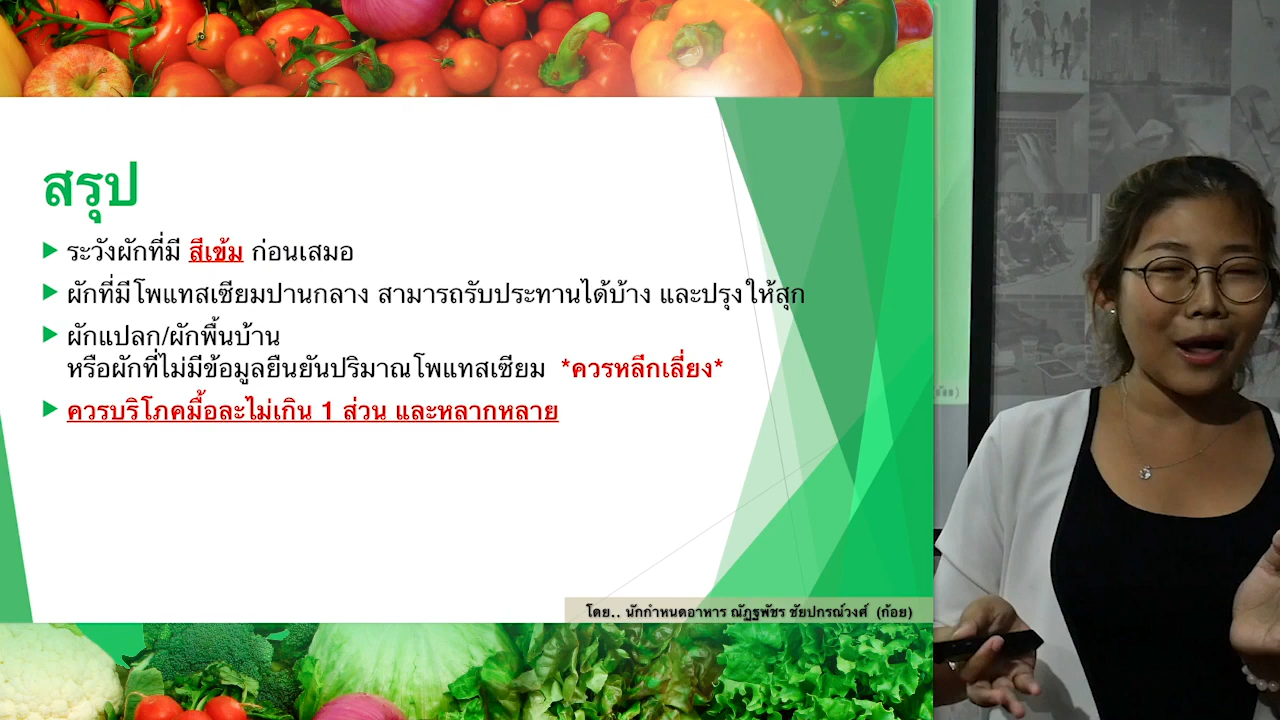 สรุป
ระวังผักที่มี สีเข้ม ก่อนเสมอ
ผักที่มีโพแทสเซียมปานกลาง สามารถรับประทานได้บ้าง และปรุงให้สุก
ผักแปลก/ผักพื้นบ้าน
หรือผักที่ไม่มีข้อมูลยืนยันปริมาณโพแทสเซียม *ควรหลีกเลี่ยง*
ควรบริโภคมื้อละไม่เกิน 1 ส่วน และหลากหลาย
โดย.. นักกำหนดอาหาร ณัฏฐพัชร ชัยปกรณ์วงศ์ (ก้อย)